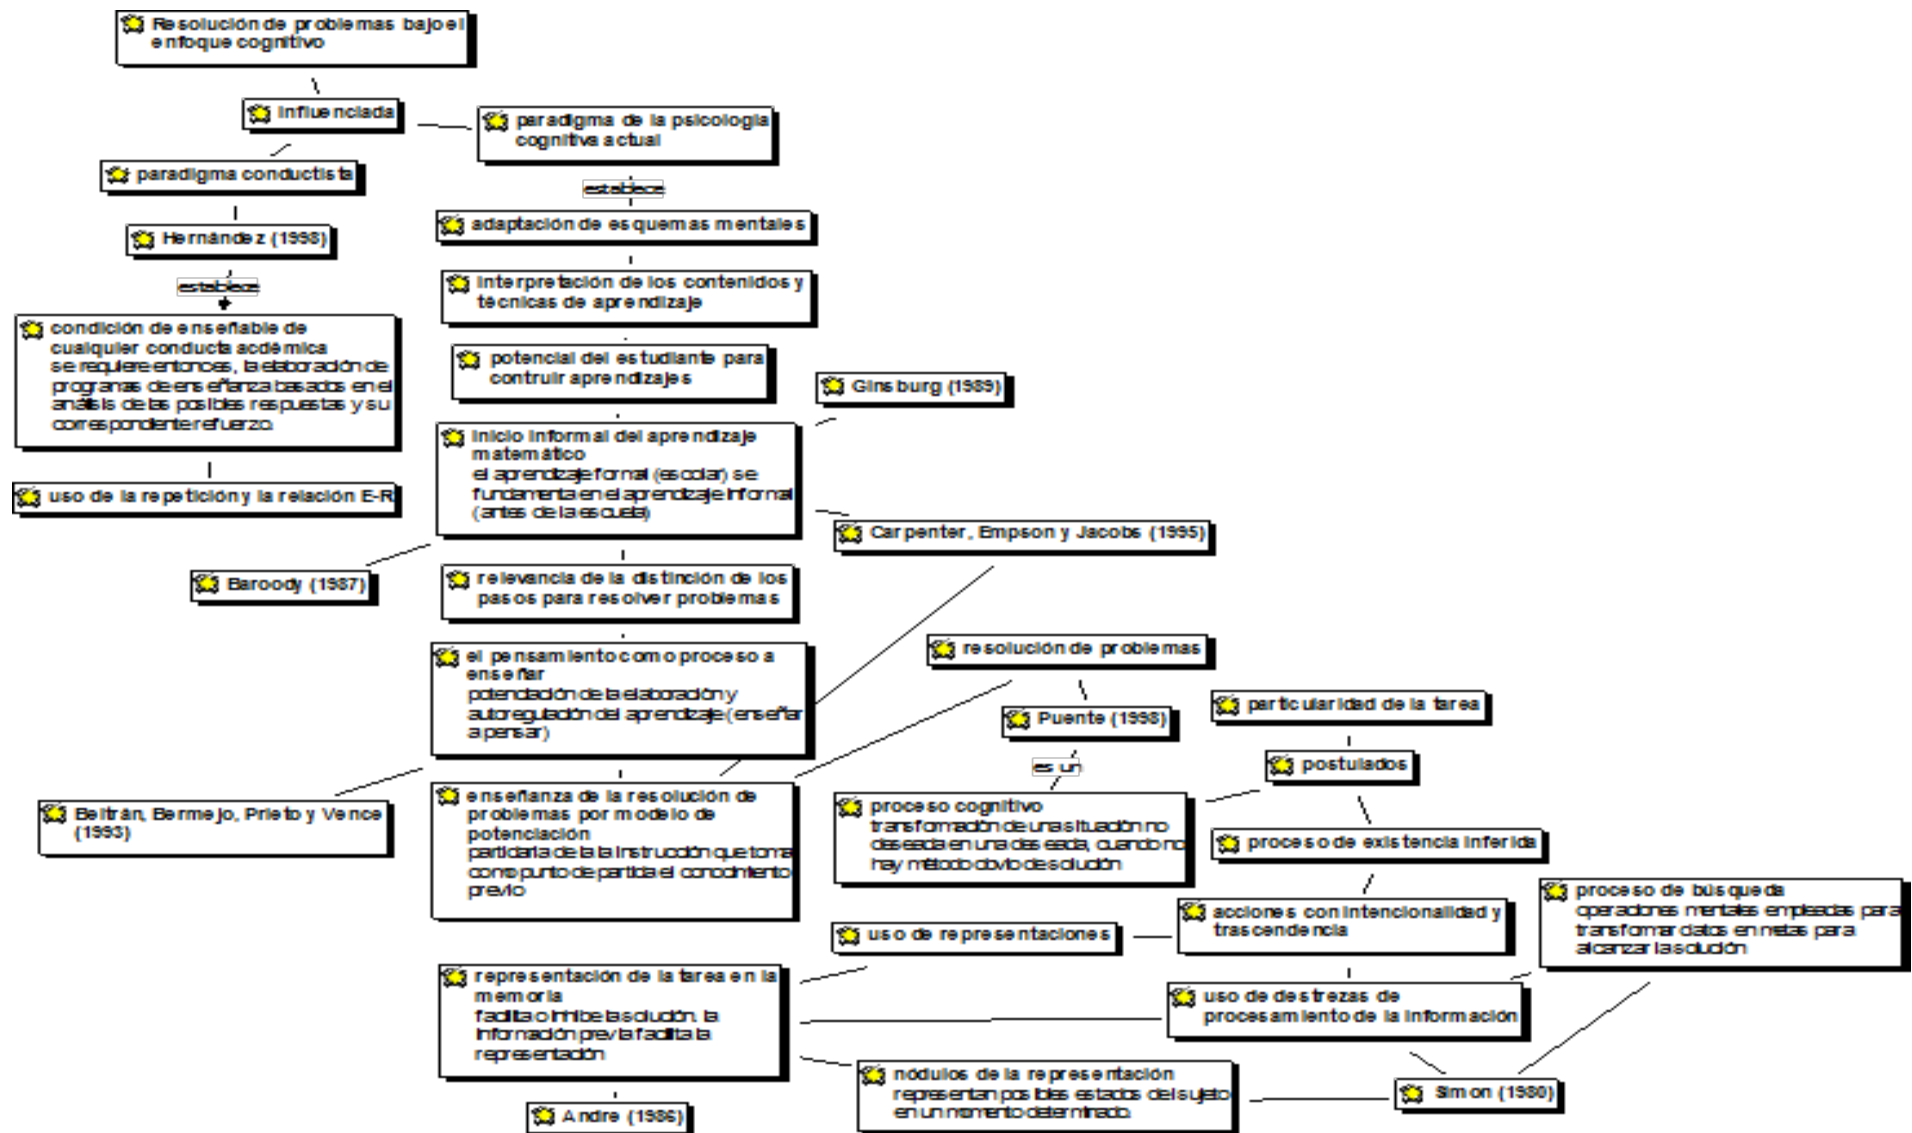 Resolución de problemas bajo el
enfoque cognitivo
influenciada
paradigma de la psicología
cognitiva actual
paradigma conductista
establece
adaptación de esquemas mentales
Hernández (1998)
establece
interpretación de los contenidos y
técnicas de aprendizaje
condición de enseñable de
cualquier conducta acdémica
se requiere entonces, la elaboración de
programas de enseñanza basados en el
análisis de las posibles respuestas y su
correspondiente refuerzo.
potencial del estudiante para
contruir aprendizajes
Ginsburg (1989)
inicio informal del aprendizaje
matemático
el aprendizaje formal (escolar) se
fundamenta en el aprendizaje informal
(antes de la escuela)
uso de la repetición y la relación E-R
Carpenter, Empson y Jacobs (1995)
Baroody (1987)
relevancia de la distinción de los
pasos para resolver problemas
resolución de problemas
el pensamiento como proceso a
enseñar
potenciación de la elaboración y
autoregulación del aprendizaje (enseñar
a pensar)
Puente (1998)
particularidad de la tarea
es un
postulados
Beltrán, Bermejo, Prieto y Vence
(1993)
enseñanza de la resolución de
problemas por modelo de
potenciación
partidaria de la la instrucción que toma
como punto de partida el conocimiento
previo
proceso cognitivo
transformación de una situación no
deseada en una deseada, cuando no
hay método obvio de solución
proceso de existencia inferida
proceso de búsqueda
operaciones mentales empleadas para
transformar datos en metas para
alcanzar la solución
acciones con intencionalidad y
trascendencia
uso de representaciones
representación de la tarea en la
memoria
facilita o inhibe la solución. la
información previa facilita la
representación
uso de destrezas de
procesamiento de la información
nódulos de la representación
representan posibles estados del sujeto
en un momento determinado.
Simon (1980)
Andre (1986)